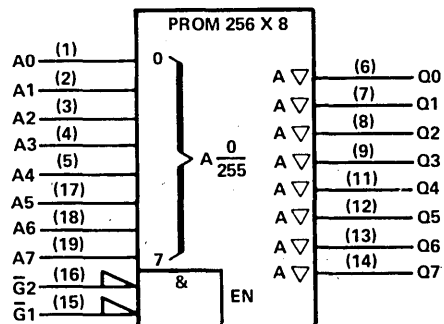 PROM 256 X 8
A0 (1) 0 A ▽ (6) Q0
A1 (2) A ▽ (7) Q1
A2 (3) A ▽ (8) Q2
A3 (4) A 0/255 A ▽ (9) Q3
A4 (5) A ▽ (11) Q4
A5 (17) A ▽ (12) Q5
A6 (18) A ▽ (13) Q6
A7 (19) 7 A ▽ (14) Q7
G̅2 (16) & EN
G̅1 (15)